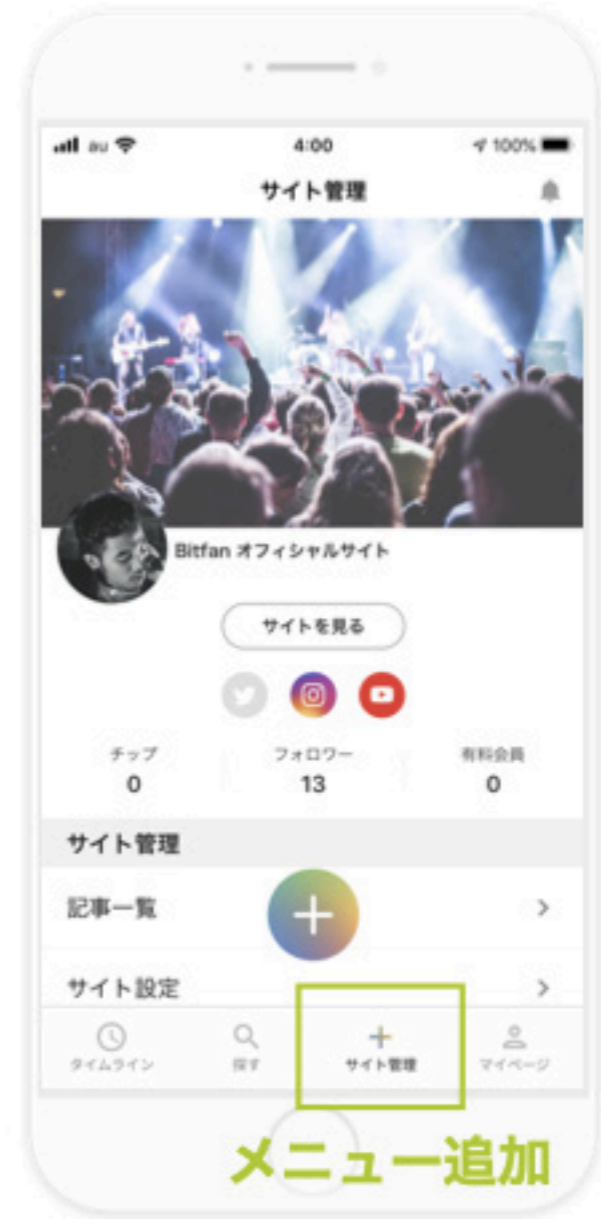 au 4:00 100%
サイト管理
Bitfan オフィシャルサイト
サイトを見る
チップ フォロワー 有料会員
0 13 0
サイト管理
記事一覧
サイト設定
タイムライン 探す サイト管理 マイページ
メニュー追加